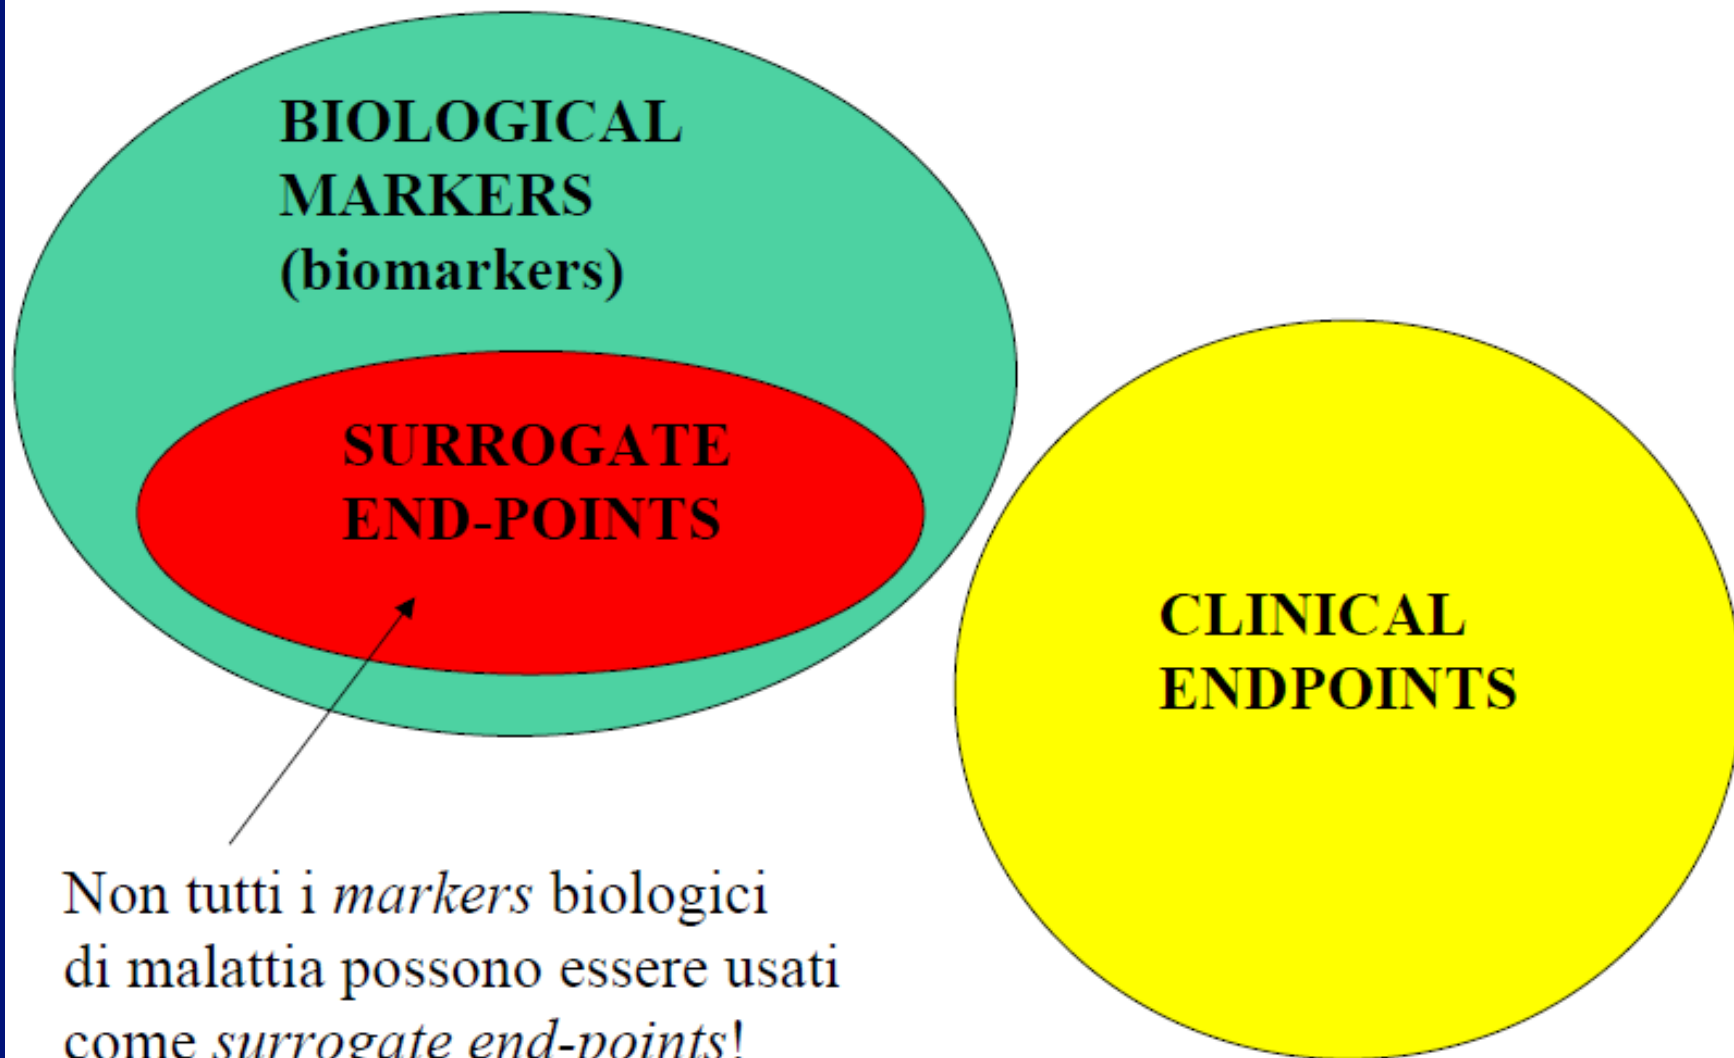 BIOLOGICAL
MARKERS
(biomarkers)
SURROGATE
END-POINTS
CLINICAL
ENDPOINTS
Non tutti i markers biologici
di malattia possono essere usati
come surrogate end-points!